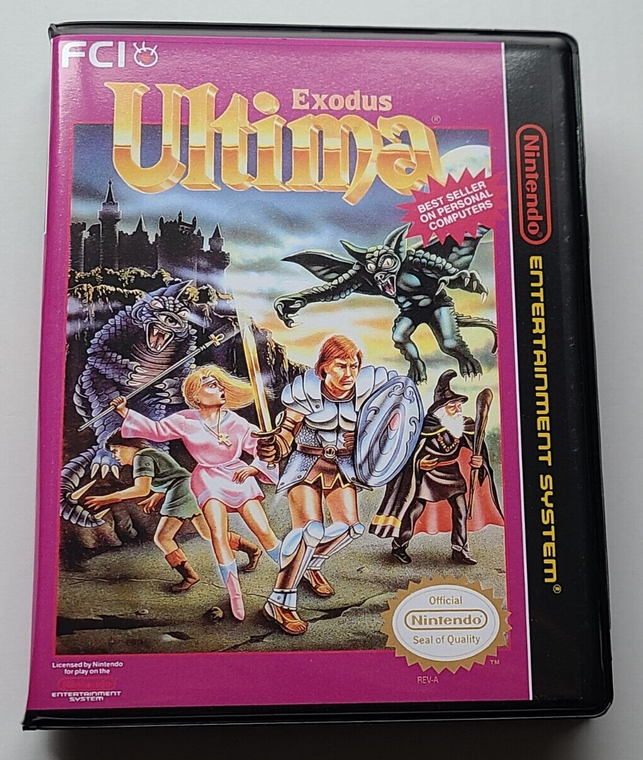 FCI
Exodus
Ultima®
BEST SELLER
ON PERSONAL
COMPUTERS
Nintendo®
ENTERTAINMENT SYSTEM®
Official
Nintendo®
Seal of Quality
TM
REV-A
Licensed by Nintendo
for play on the
ENTERTAINMENT
SYSTEM